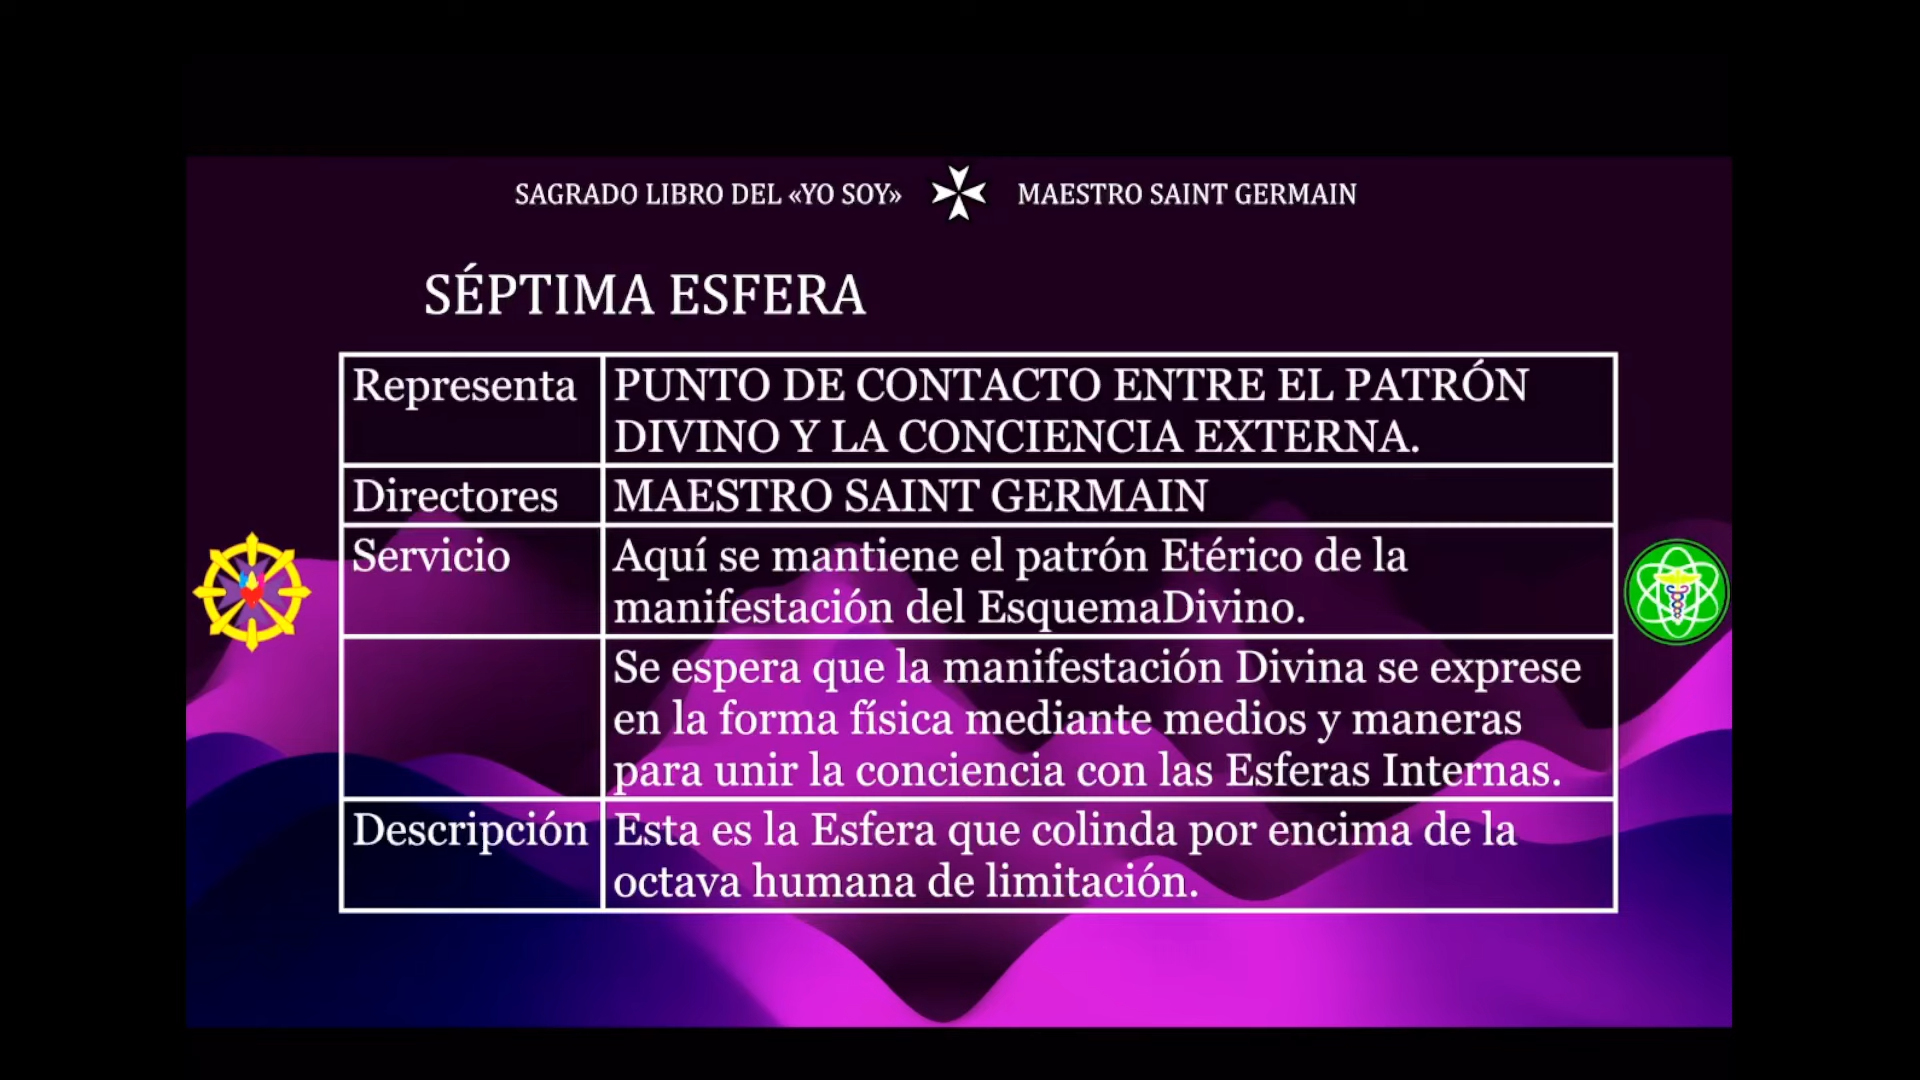 SAGRADO LIBRO DEL «YO SOY» MAESTRO SAINT GERMAIN
SÉPTIMA ESFERA
Representa PUNTO DE CONTACTO ENTRE EL PATRÓN
DIVINO Y LA CONCIENCIA EXTERNA.
Directores MAESTRO SAINT GERMAIN
Servicio Aquí se mantiene el patrón Etérico de la
manifestación del EsquemaDivino.
Se espera que la manifestación Divina se exprese
en la forma física mediante medios y maneras
para unir la conciencia con las Esferas Internas.
Descripción Esta es la Esfera que colinda por encima de la
octava humana de limitación.